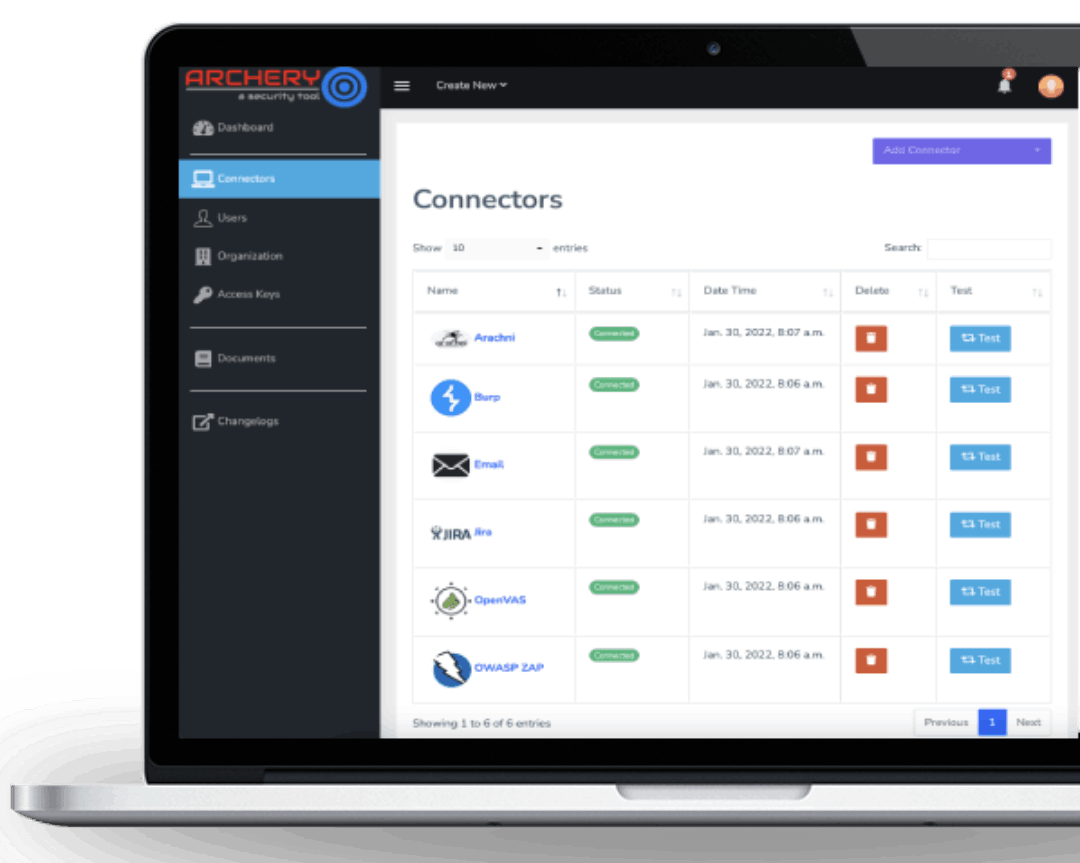 ARCHERY
a security tool
Create New
1
Dashboard
Connectors
Users
Organization
Access Keys
Documents
Changelogs
Add Connector
Connectors
Show 10 entries
Search:
Name Status Date Time Delete Test
Arachni Connected Jan. 30, 2022, 8:07 a.m. Test
Burp Connected Jan. 30, 2022, 8:06 a.m. Test
Email Connected Jan. 30, 2022, 8:07 a.m. Test
JIRA Jira Connected Jan. 30, 2022, 8:06 a.m. Test
OpenVAS Connected Jan. 30, 2022, 8:06 a.m. Test
OWASP ZAP Connected Jan. 30, 2022, 8:06 a.m. Test
Showing 1 to 6 of 6 entries
Previous 1 Next